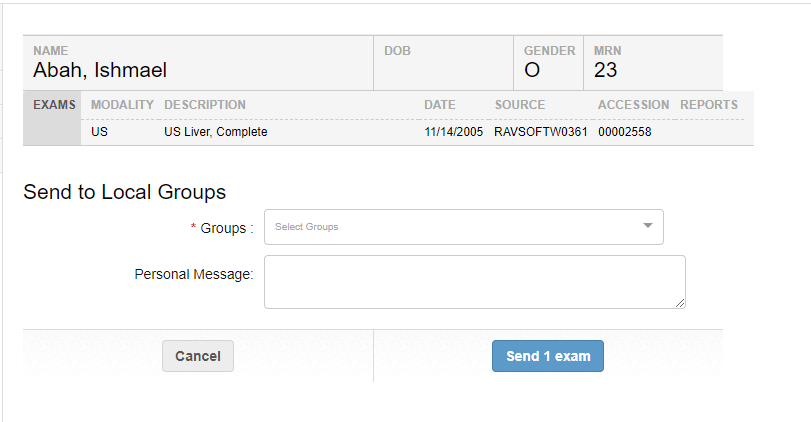 NAME DOB GENDER MRN
Abah, Ishmael O 23
EXAMS MODALITY DESCRIPTION DATE SOURCE ACCESSION REPORTS
US US Liver, Complete 11/14/2005 RAVSOFTW0361 00002558
Send to Local Groups
* Groups : Select Groups
Personal Message:
Cancel Send 1 exam